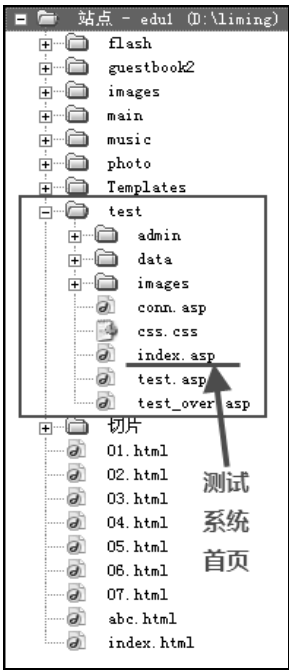 站点 - edu1 (D:\liming)
flash
guestbook2
images
main
music
photo
Templates
test
admin
data
images
conn.asp
css.css
index.asp
test.asp
test_over.asp
切片
01.html
02.html
03.html
04.html
05.html
06.html
07.html
abc.html
index.html
测试
系统
首页